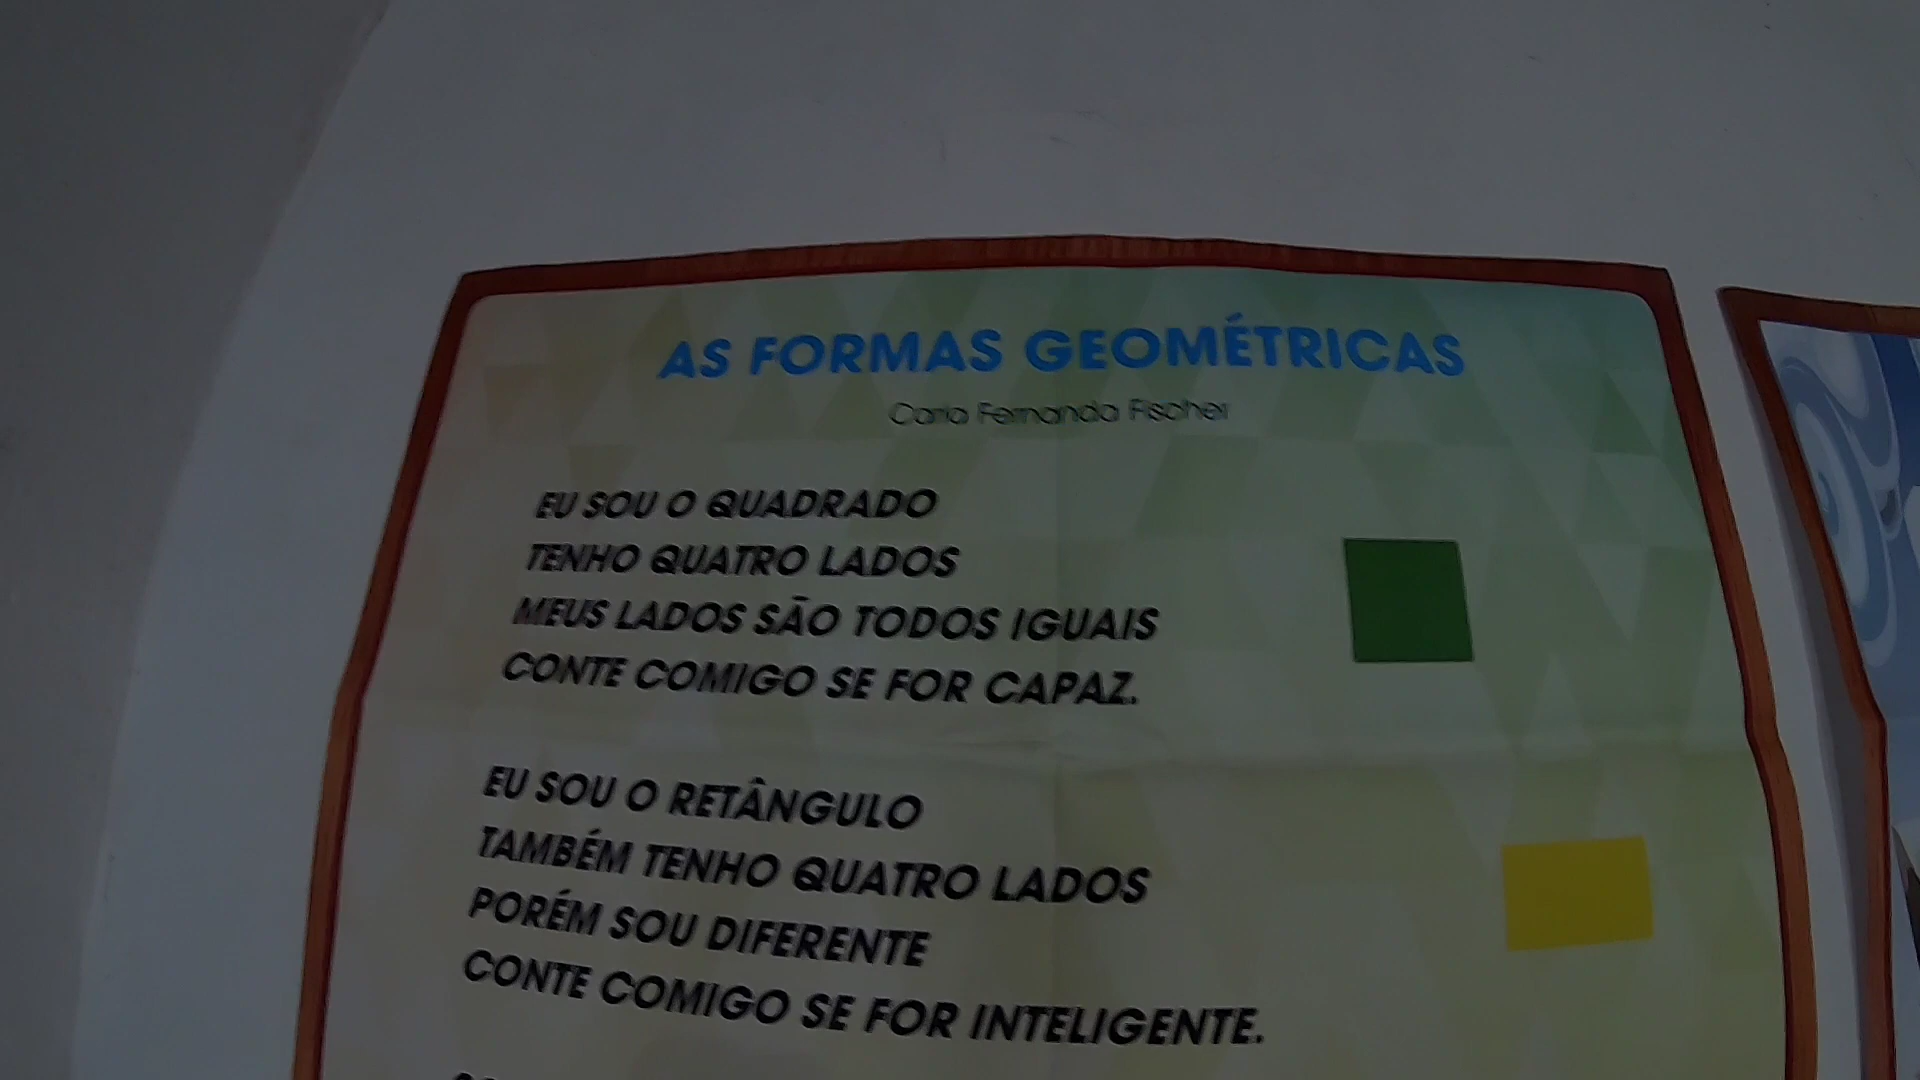 AS FORMAS GEOMÉTRICAS
Carla Fernanda Fischer
EU SOU O QUADRADO
TENHO QUATRO LADOS
MEUS LADOS SÃO TODOS IGUAIS
CONTE COMIGO SE FOR CAPAZ.
EU SOU O RETÂNGULO
TAMBÉM TENHO QUATRO LADOS
PORÉM SOU DIFERENTE
CONTE COMIGO SE FOR INTELIGENTE.